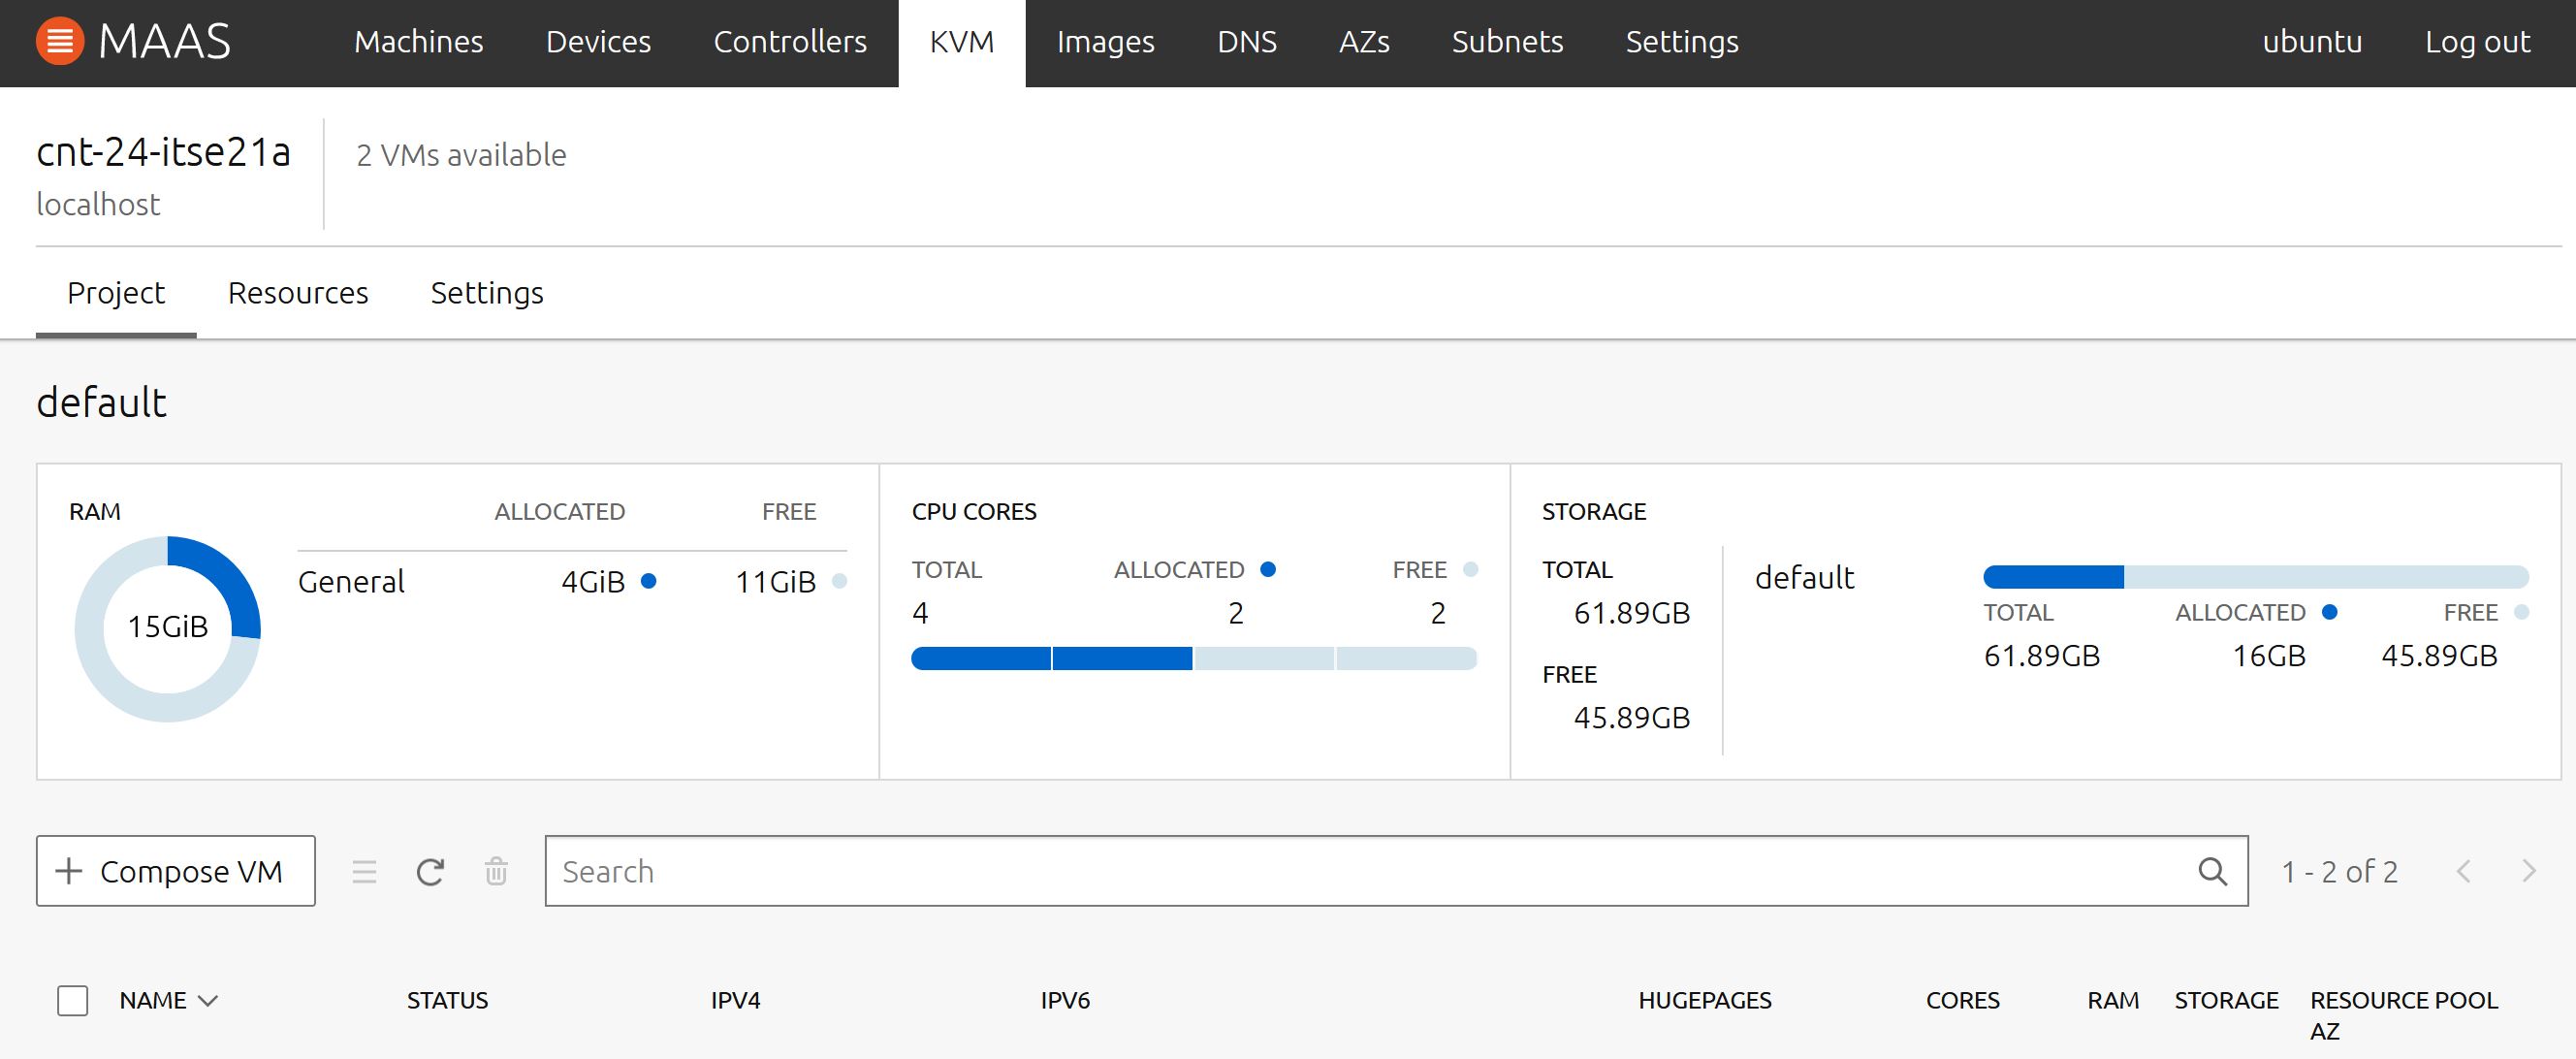 MAAS Machines Devices Controllers KVM Images DNS AZs Subnets Settings ubuntu Log out
cnt-24-itse21a
2 VMs available
localhost
Project Resources Settings
default
RAM
ALLOCATED FREE
15GiB
General 4GiB 11GiB
CPU CORES
TOTAL ALLOCATED FREE
4 2 2
STORAGE
TOTAL
61.89GB
FREE
45.89GB
default
TOTAL ALLOCATED FREE
61.89GB 16GB 45.89GB
Compose VM Search 1 - 2 of 2
NAME STATUS IPV4 IPV6 HUGEPAGES CORES RAM STORAGE RESOURCE POOL
AZ